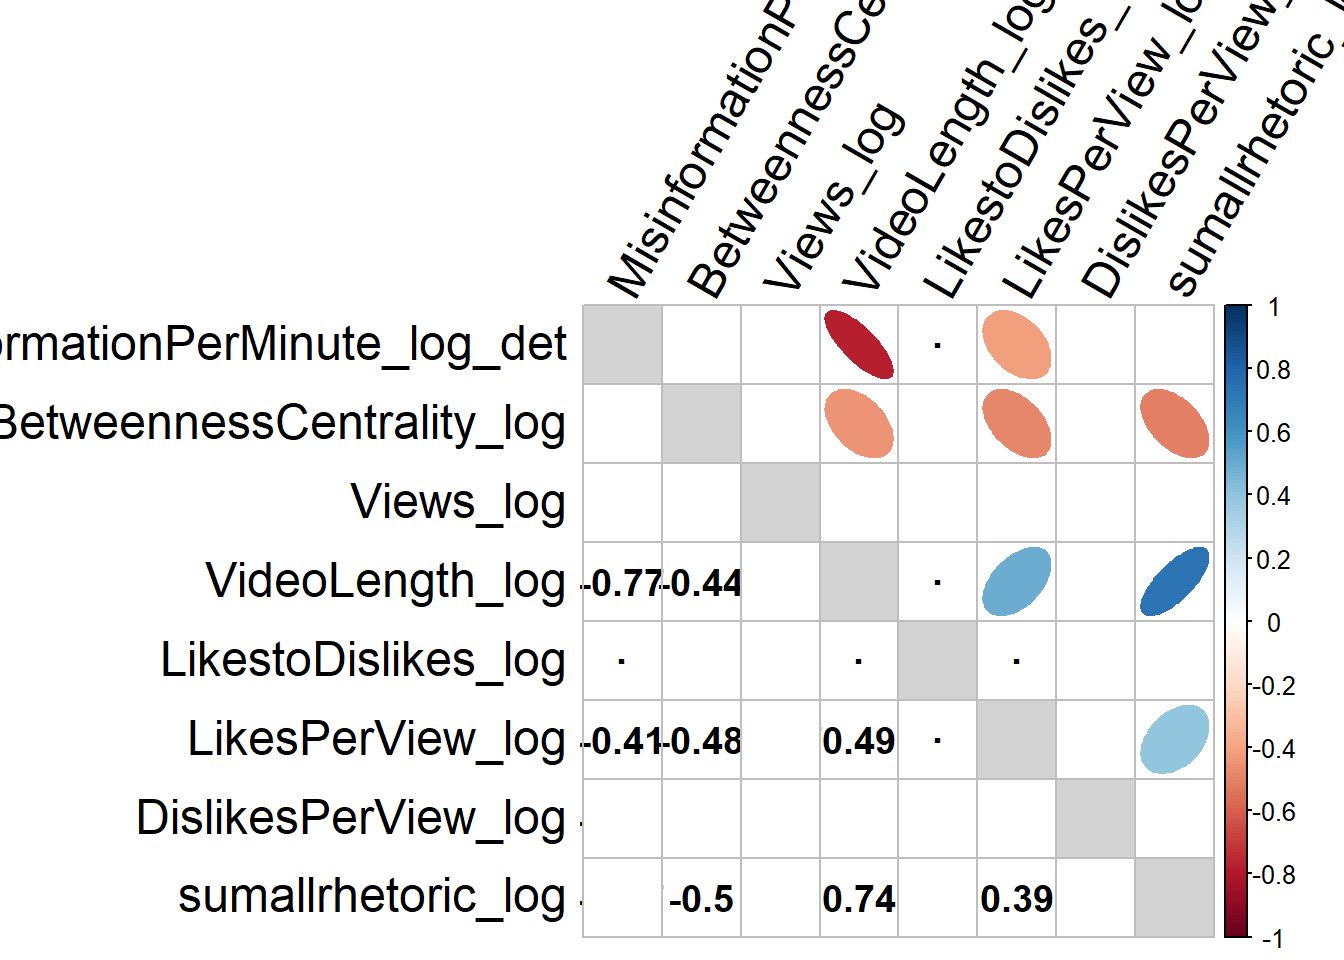 MisinformationP
BetweennessCe
Views_log
VideoLength_log
LikestoDislikes_
LikesPerView_lo
DislikesPerView_
sumallrhetoric_l
ormationPerMinute_log_det
BetweennessCentrality_log
Views_log
VideoLength_log -0.77 -0.44
LikestoDislikes_log
LikesPerView_log -0.41 -0.48 0.49
DislikesPerView_log
sumallrhetoric_log -0.5 0.74 0.39
1
0.8
0.6
0.4
0.2
0
-0.2
-0.4
-0.6
-0.8
-1